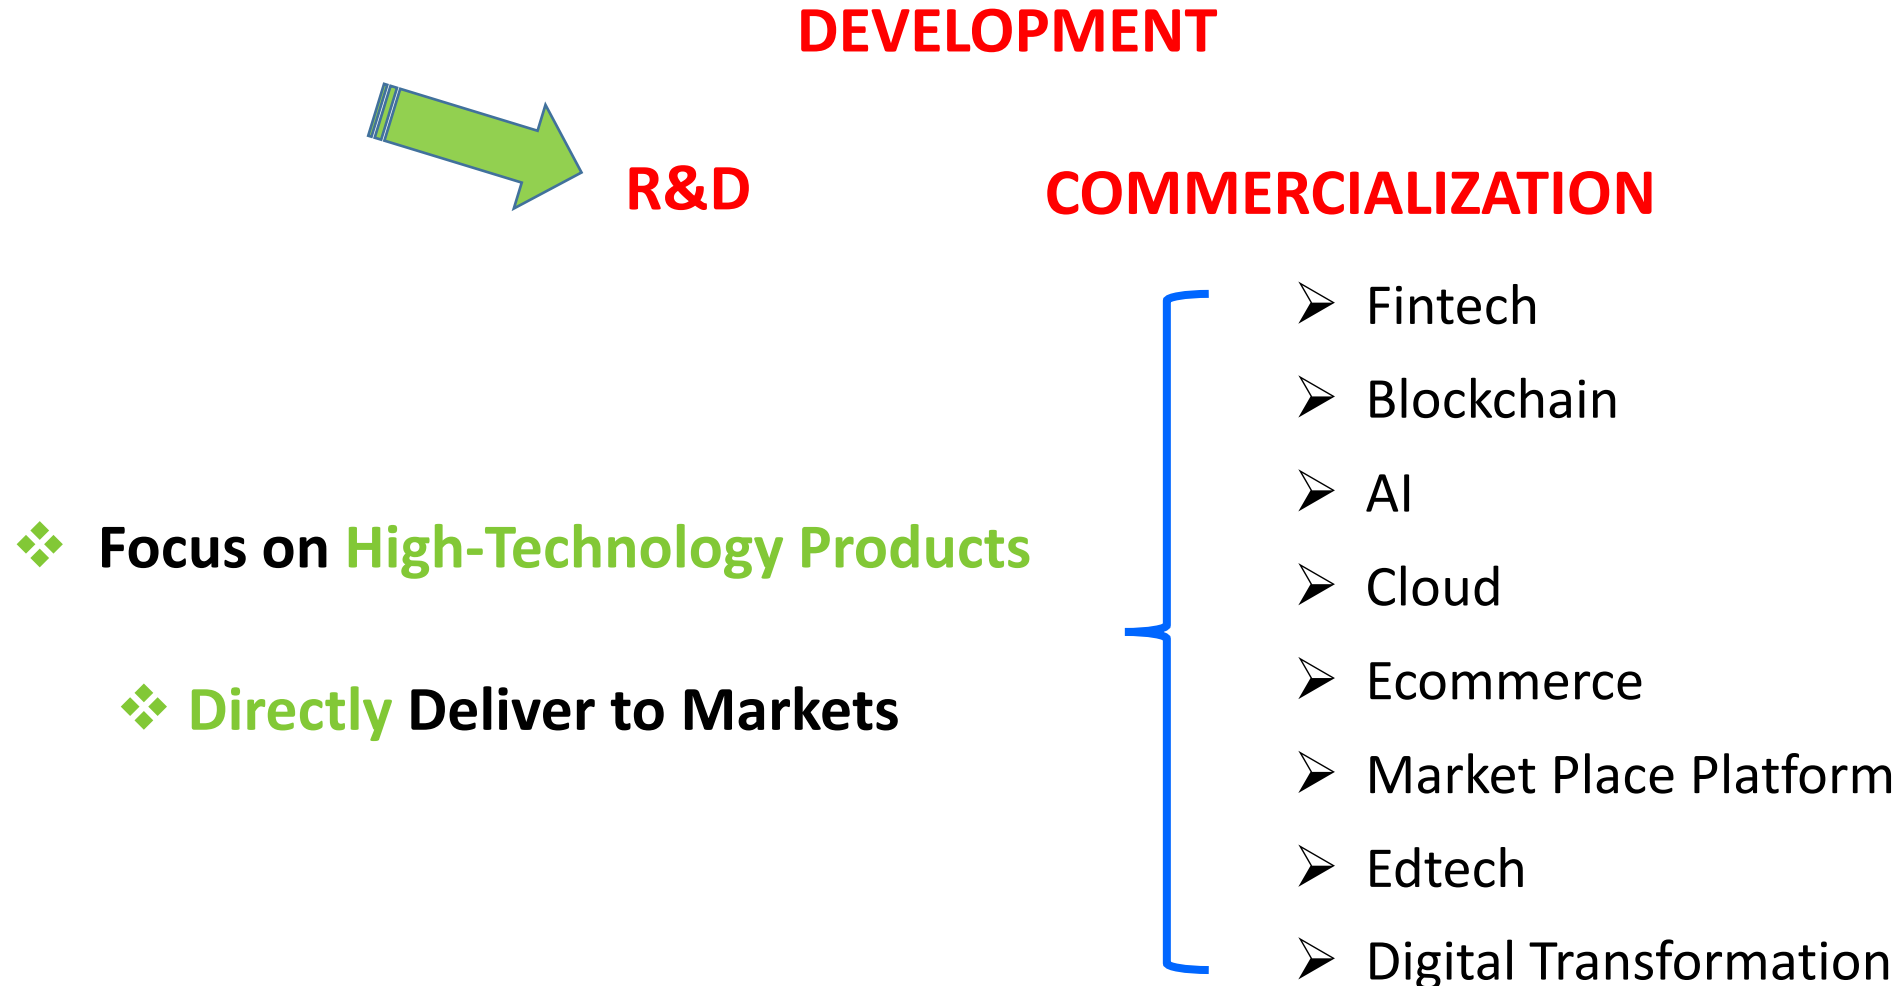 DEVELOPMENT
R&D
COMMERCIALIZATION
Focus on High-Technology Products
Directly Deliver to Markets
Fintech
Blockchain
AI
Cloud
Ecommerce
Market Place Platform
Edtech
Digital Transformation